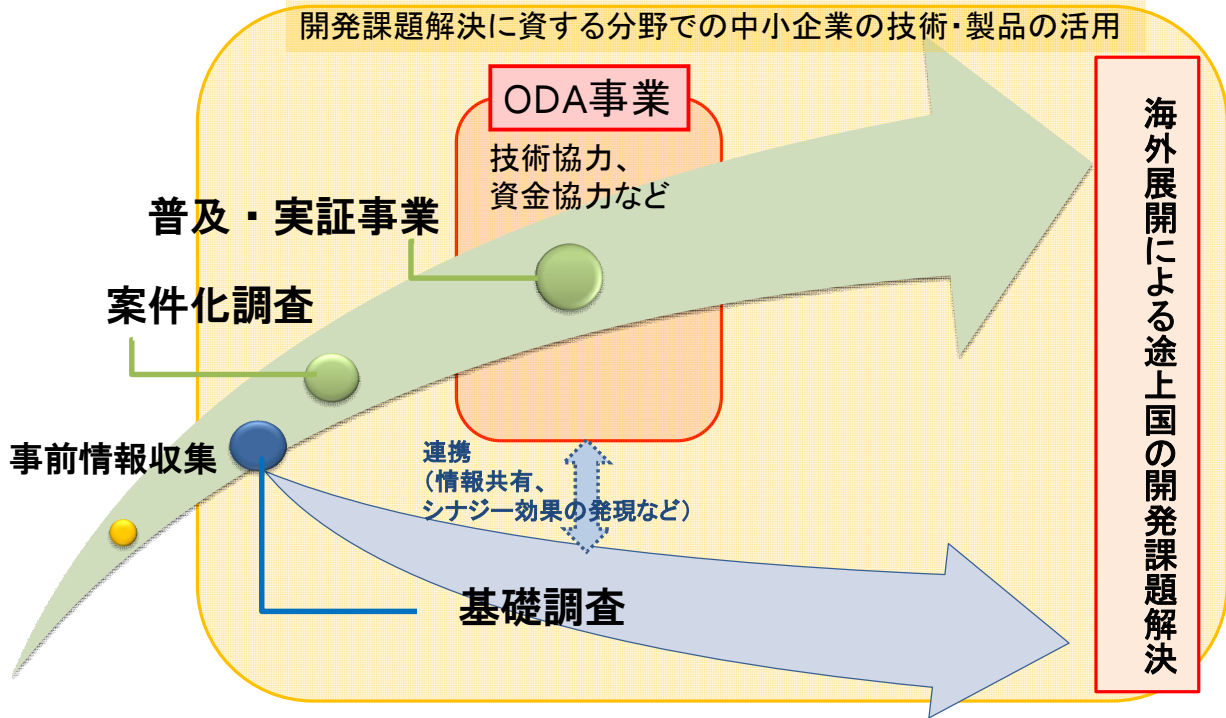 開発課題解決に資する分野での中小企業の技術・製品の活用
ODA事業
技術協力、
資金協力など
普及・実証事業
案件化調査
事前情報収集
連携
（情報共有、
シナジー効果の発現など）
基礎調査
海外展開による途上国の開発課題解決